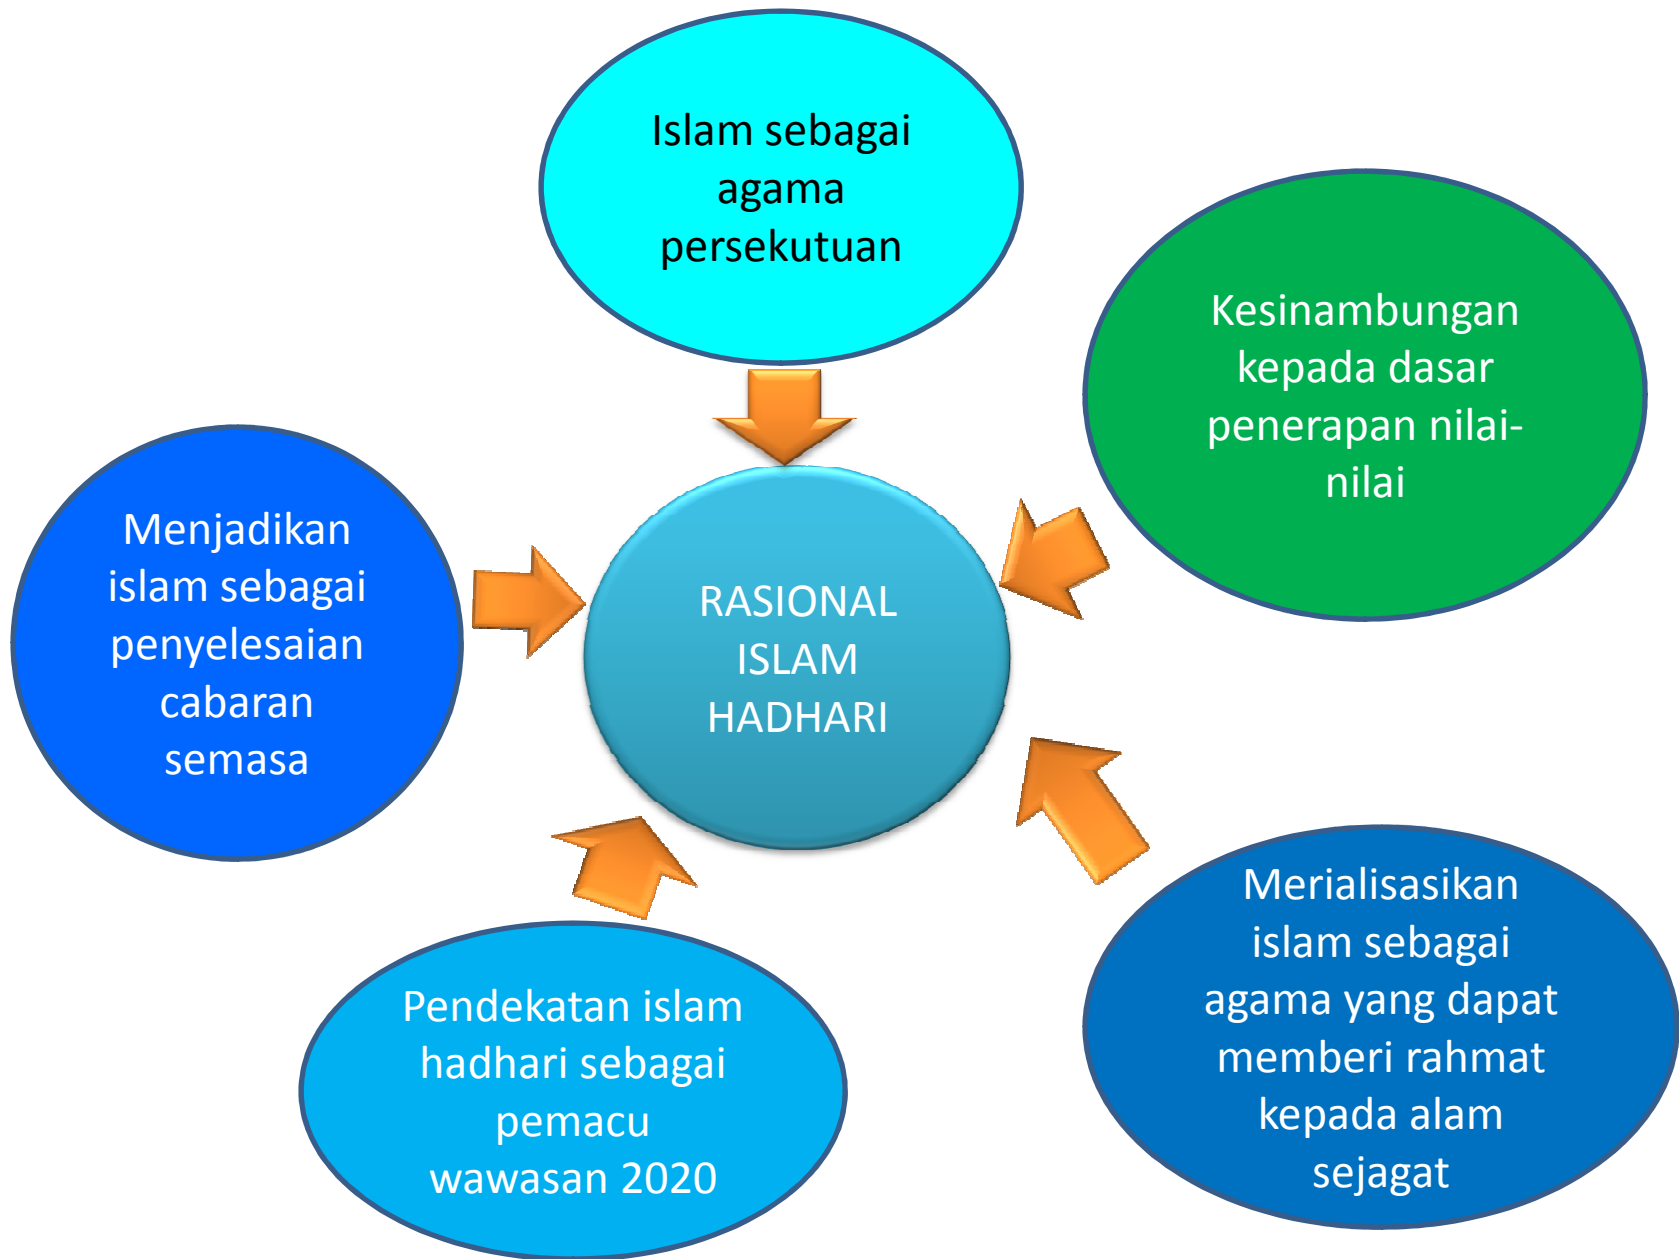 Islam sebagai
agama
persekutuan
Kesinambungan
kepada dasar
penerapan nilai-
nilai
Menjadikan
islam sebagai
penyelesaian
cabaran
semasa
RASIONAL
ISLAM
HADHARI
Merialisasikan
islam sebagai
agama yang dapat
memberi rahmat
kepada alam
sejagat
Pendekatan islam
hadhari sebagai
pemacu
wawasan 2020